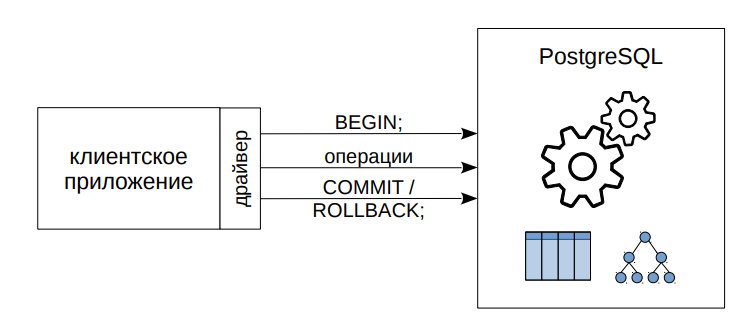 PostgreSQL
клиентское
приложение
драйвер
BEGIN;
операции
COMMIT /
ROLLBACK;